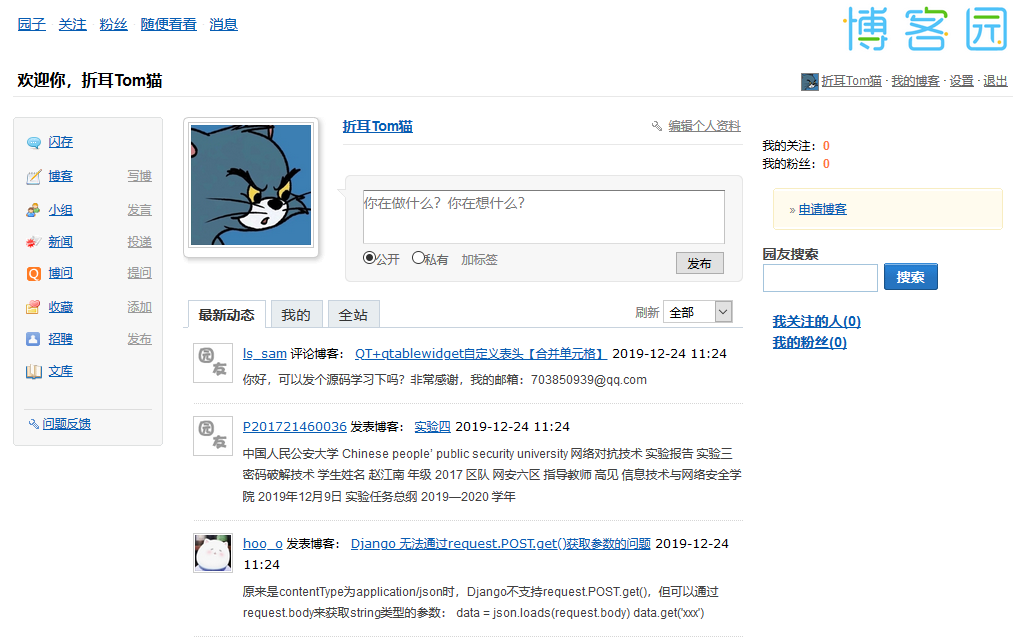 园子 关注 粉丝 随便看看 消息
博客园
欢迎你，折耳Tom猫
折耳Tom猫 · 我的博客 · 设置 · 退出
闪存
博客 写博
小组 发言
新闻 投递
博问 提问
收藏 添加
招聘 发布
文库
问题反馈
折耳Tom猫 编辑个人资料
你在做什么？你在想什么？
公开 私有 加标签 发布
最新动态 我的 全站 刷新 全部
园友
ls_sam 评论博客： QT+qtablewidget自定义表头【合并单元格】 2019-12-24 11:24
你好，可以发个源码学习下吗？非常感谢，我的邮箱：703850939@qq.com
园友
P201721460036 发表博客： 实验四 2019-12-24 11:24
中国人民公安大学 Chinese people' public security university 网络对抗技术 实验报告 实验三
密码破解技术 学生姓名 赵江南 年级 2017 区队 网安六区 指导教师 高见 信息技术与网络安全学
院 2019年12月9日 实验任务总纲 2019—2020 学年
hoo_o 发表博客： Django 无法通过request.POST.get()获取参数的问题 2019-12-24
11:24
原来是contentType为application/json时，Django不支持request.POST.get()，但可以通过
request.body来获取string类型的参数： data = json.loads(request.body) data.get('xxx')
我的关注：0
我的粉丝：0
» 申请博客
园友搜索
搜索
我关注的人(0)
我的粉丝(0)